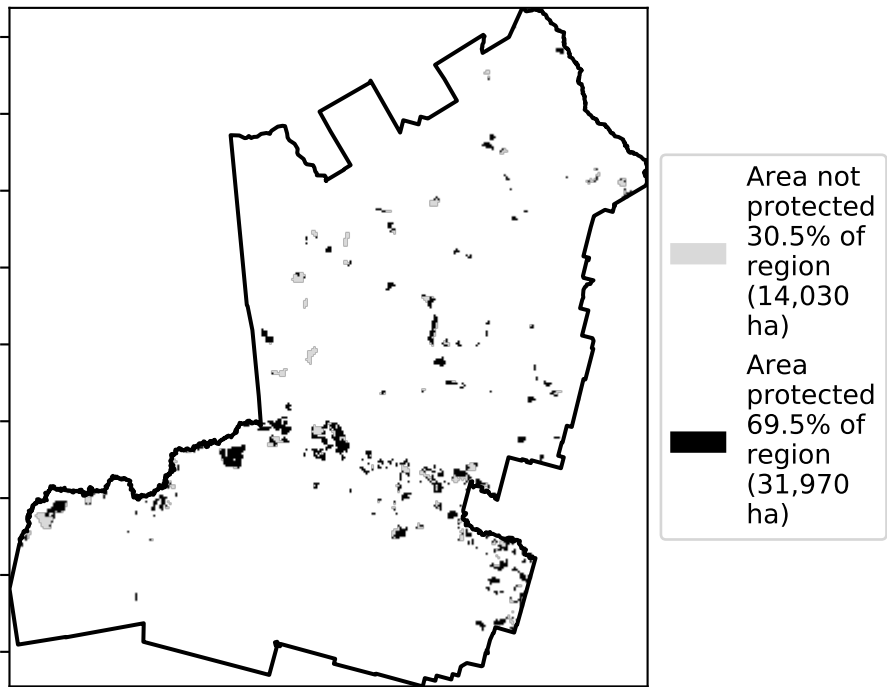 Area not
protected
30.5% of
region
(14,030
ha)
Area
protected
69.5% of
region
(31,970
ha)